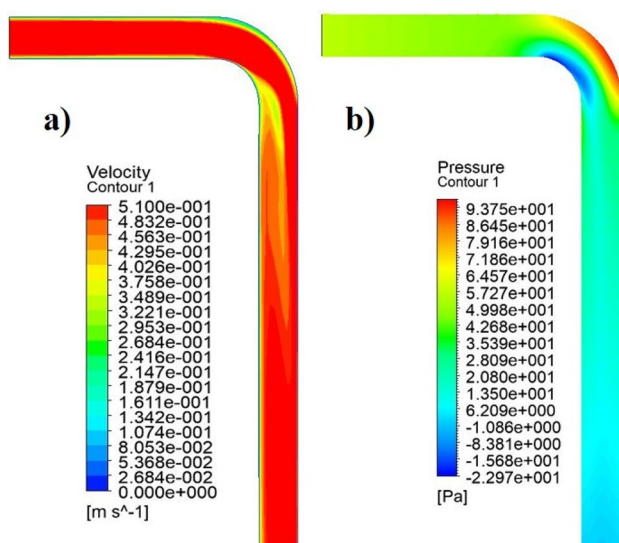 a)
b)
Velocity
Contour 1
5.100e-001
4.832e-001
4.563e-001
4.295e-001
4.026e-001
3.758e-001
3.489e-001
3.221e-001
2.953e-001
2.684e-001
2.416e-001
2.147e-001
1.879e-001
1.611e-001
1.342e-001
1.074e-001
8.053e-002
5.368e-002
2.684e-002
0.000e+000
[m s^-1]
Pressure
Contour 1
9.375e+001
8.645e+001
7.916e+001
7.186e+001
6.457e+001
5.727e+001
4.998e+001
4.268e+001
3.539e+001
2.809e+001
2.080e+001
1.350e+001
6.209e+000
-1.086e+000
-8.381e+000
-1.568e+001
-2.297e+001
[Pa]